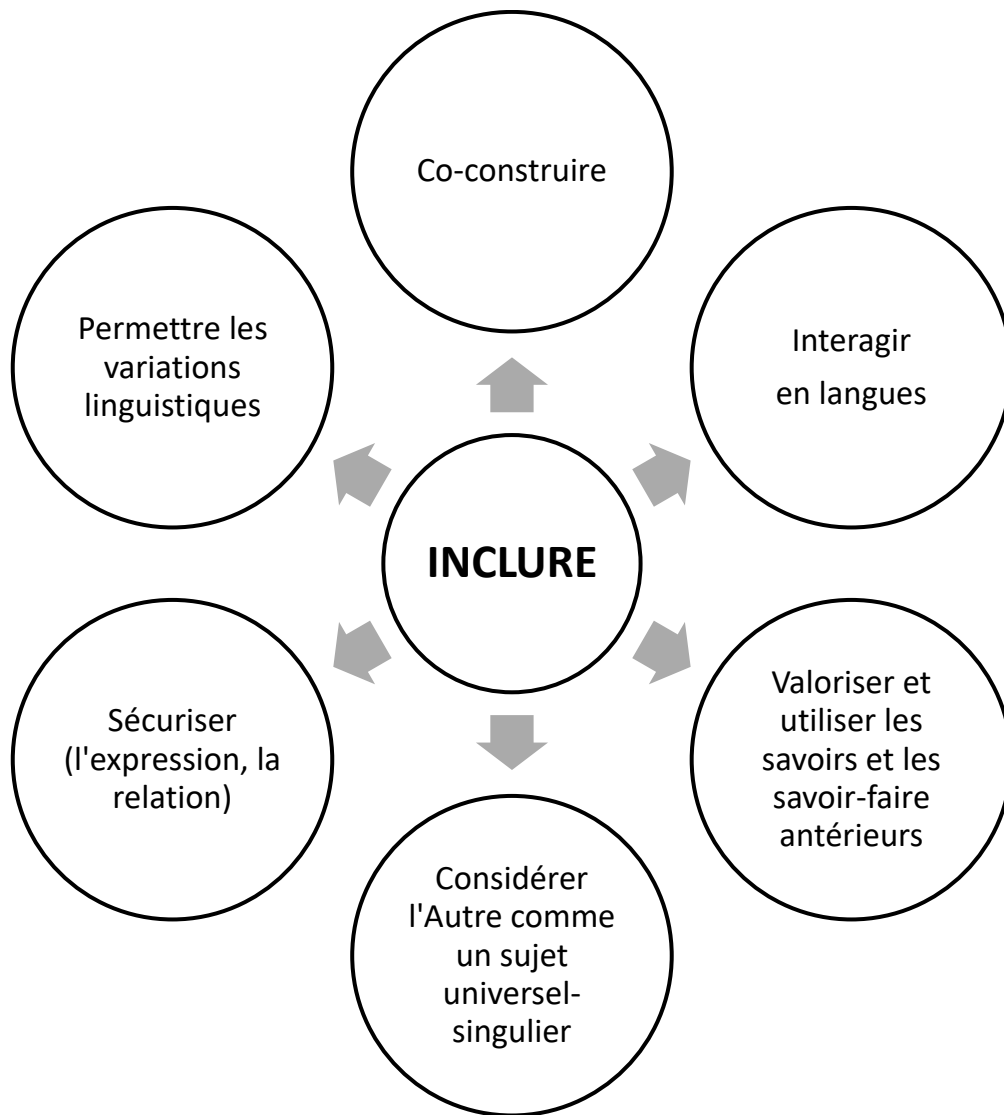 Co-construire
Permettre les
variations
linguistiques
Interagir
en langues
INCLURE
Sécuriser
(l'expression, la
relation)
Valoriser et
utiliser les
savoirs et les
savoir-faire
antérieurs
Considérer
l'Autre comme
un sujet
universel-
singulier